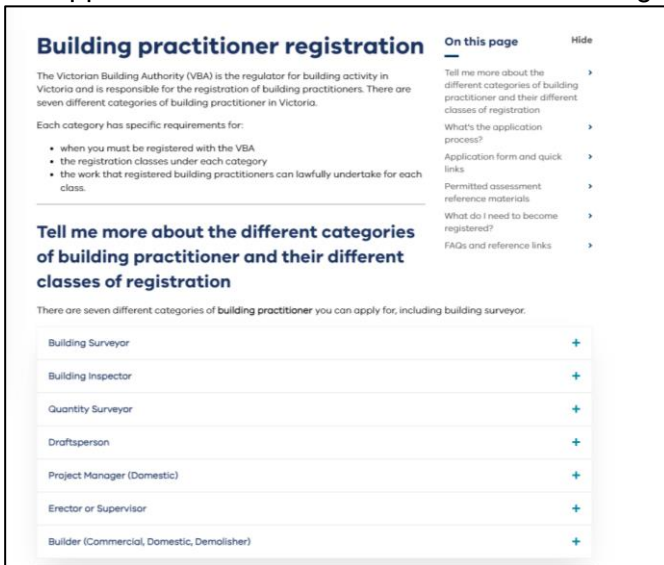 Building practitioner registration
The Victorian Building Authority (VBA) is the regulator for building activity in
Victoria and is responsible for the registration of building practitioners. There are
seven different categories of building practitioner in Victoria.
Each category has specific requirements for:
when you must be registered with the VBA
the registration classes under each category
the work that registered building practitioners can lawfully undertake for each
class.
On this page
Hide
Tell me more about the
different categories of building
practitioner and their different
classes of registration
What's the application
process?
Application form and quick
links
Permitted assessment
reference materials
What do I need to become
registered?
FAQs and reference links
Tell me more about the different categories
of building practitioner and their different
classes of registration
There are seven different categories of building practitioner you can apply for, including building surveyor.
Building Surveyor
Building Inspector
Quantity Surveyor
Draftsperson
Project Manager (Domestic)
Erector or Supervisor
Builder (Commercial, Domestic, Demolisher)